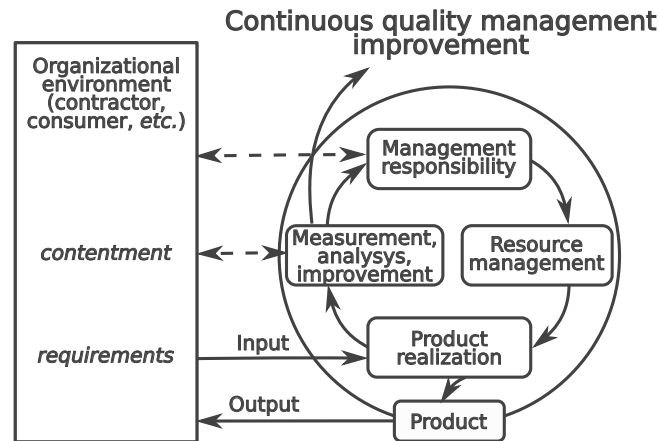 Continuous quality management
improvement
Organizational
environment
(contractor,
consumer, etc.)
Management
responsibility
contentment
Measurement,
analysys,
improvement
Resource
management
requirements
Input
Product
realization
Output
Product